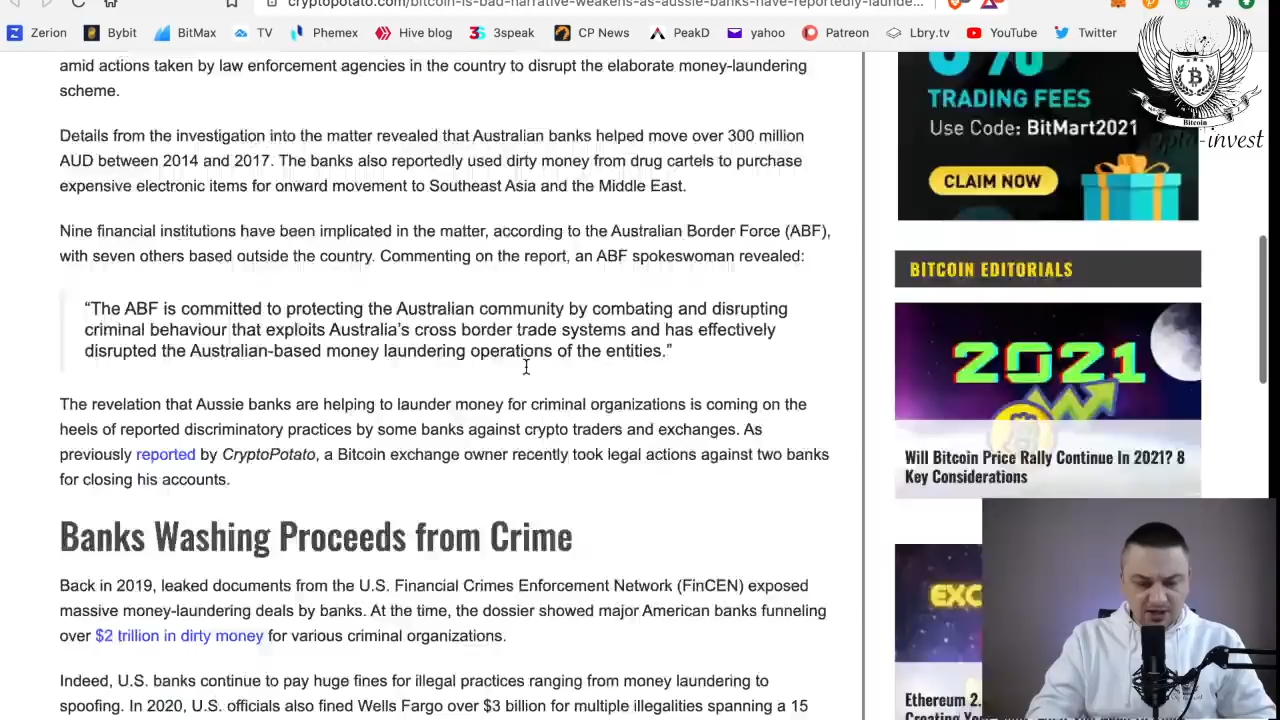 cryptopotato.com/bitcoin-is-bad-narrative-weakens-as-aussie-banks-have-reportedly-launde...
Zerion
Bybit
BitMax
TV
Phemex
Hive blog
3speak
CP News
PeakD
yahoo
Patreon
Lbry.tv
YouTube
Twitter
amid actions taken by law enforcement agencies in the country to disrupt the elaborate money-laundering
scheme.
Details from the investigation into the matter revealed that Australian banks helped move over 300 million
AUD between 2014 and 2017. The banks also reportedly used dirty money from drug cartels to purchase
expensive electronic items for onward movement to Southeast Asia and the Middle East.
Nine financial institutions have been implicated in the matter, according to the Australian Border Force (ABF),
with seven others based outside the country. Commenting on the report, an ABF spokeswoman revealed:
“The ABF is committed to protecting the Australian community by combating and disrupting
criminal behaviour that exploits Australia’s cross border trade systems and has effectively
disrupted the Australian-based money laundering operations of the entities.”
The revelation that Aussie banks are helping to launder money for criminal organizations is coming on the
heels of reported discriminatory practices by some banks against crypto traders and exchanges. As
previously reported by CryptoPotato, a Bitcoin exchange owner recently took legal actions against two banks
for closing his accounts.
Banks Washing Proceeds from Crime
Back in 2019, leaked documents from the U.S. Financial Crimes Enforcement Network (FinCEN) exposed
massive money-laundering deals by banks. At the time, the dossier showed major American banks funneling
over $2 trillion in dirty money for various criminal organizations.
Indeed, U.S. banks continue to pay huge fines for illegal practices ranging from money laundering to
spoofing. In 2020, U.S. officials also fined Wells Fargo over $3 billion for multiple illegalities spanning a 15
TRADING FEES
Use Code: BitMart2021
CLAIM NOW
Bitcoin
pto-invest
BITCOIN EDITORIALS
2021
Will Bitcoin Price Rally Continue In 2021? 8
Key Considerations
EXC
Ethereum 2.